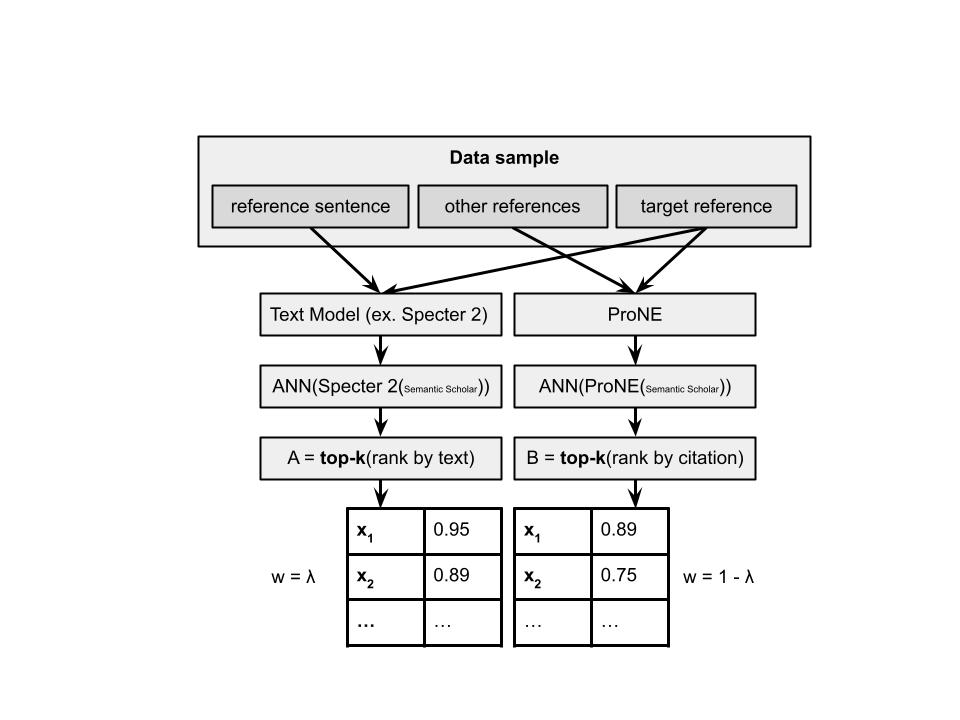 Data sample
reference sentence other references target reference
Text Model (ex. Specter 2) ProNE
ANN(Specter 2(Semantic Scholar)) ANN(ProNE(Semantic Scholar))
A = top-k(rank by text) B = top-k(rank by citation)
x1 0.95 x1 0.89
w = λ x2 0.89 x2 0.75 w = 1 - λ
... ... ... ...